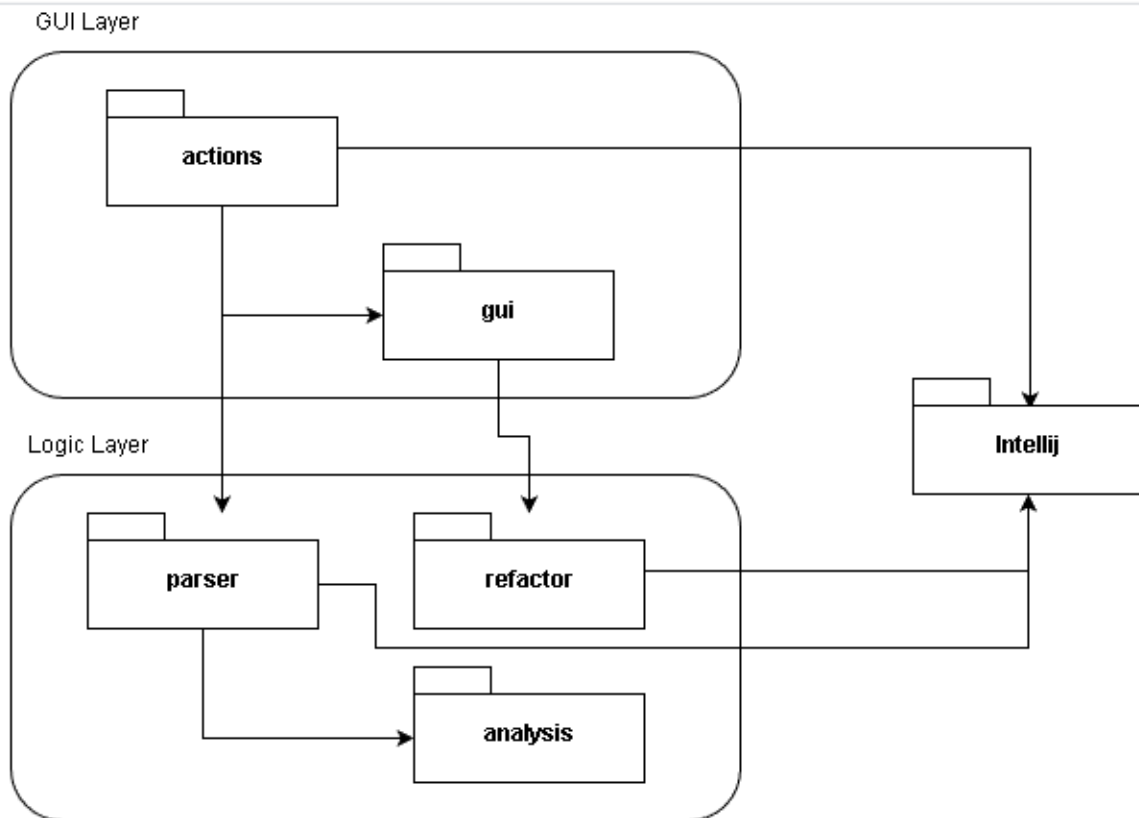 GUI Layer
actions
gui
Intellij
Logic Layer
parser
refactor
analysis